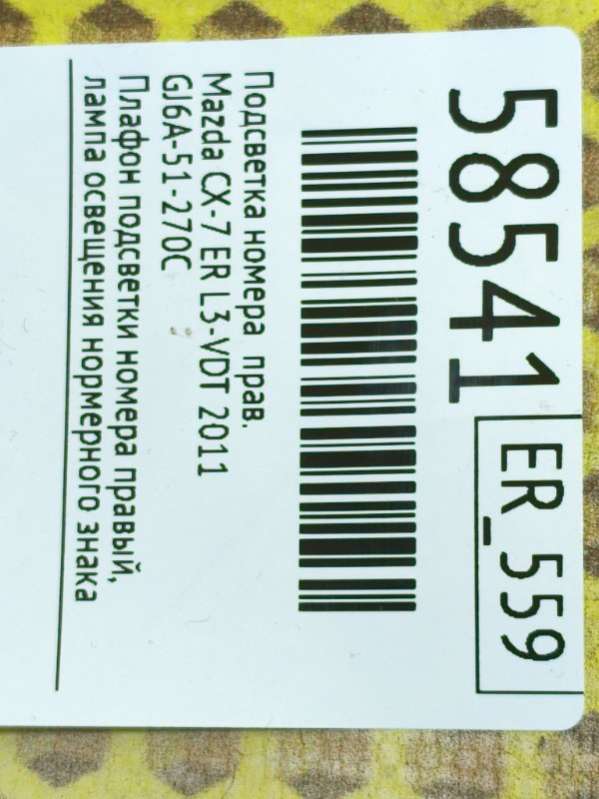 58541
ER_559
Подсветка номера прав.
Mazda CX-7 ER L3-VDT 2011
GJ6A-51-270C
Плафон подсветки номера правый,
лампа освещения нормерного знака